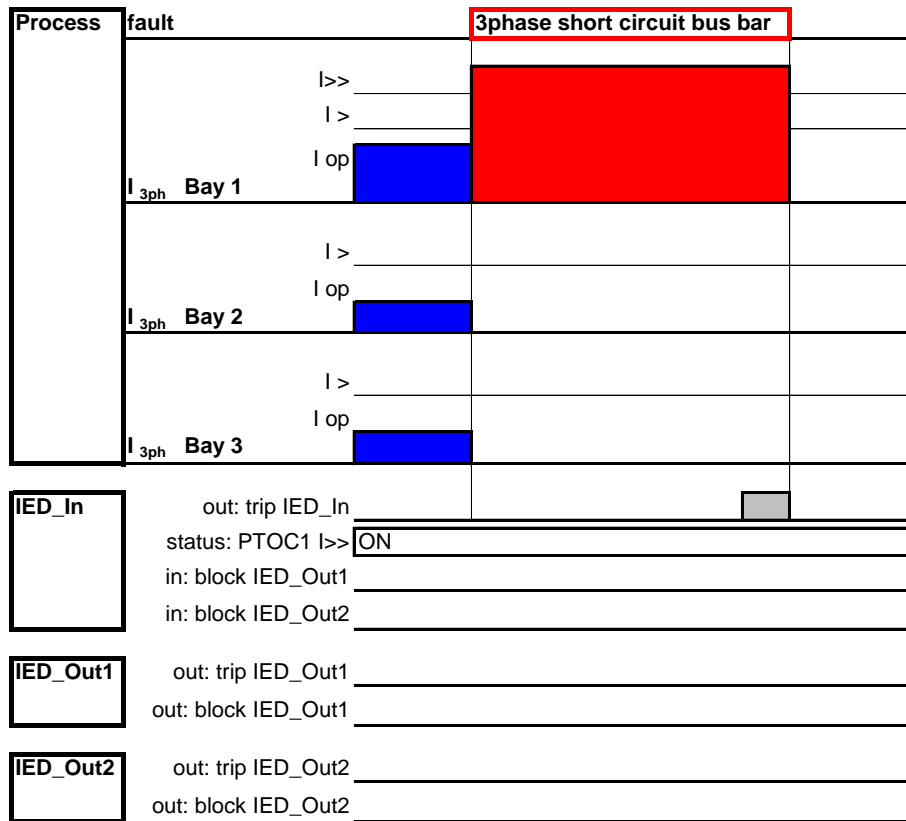 Process fault 3phase short circuit bus bar
I>>
I >
I op
I 3ph Bay 1
I >
I op
I 3ph Bay 2
I >
I op
I 3ph Bay 3
IED_In out: trip IED_In
status: PTOC1 I>> ON
in: block IED_Out1
in: block IED_Out2
IED_Out1 out: trip IED_Out1
out: block IED_Out1
IED_Out2 out: trip IED_Out2
out: block IED_Out2